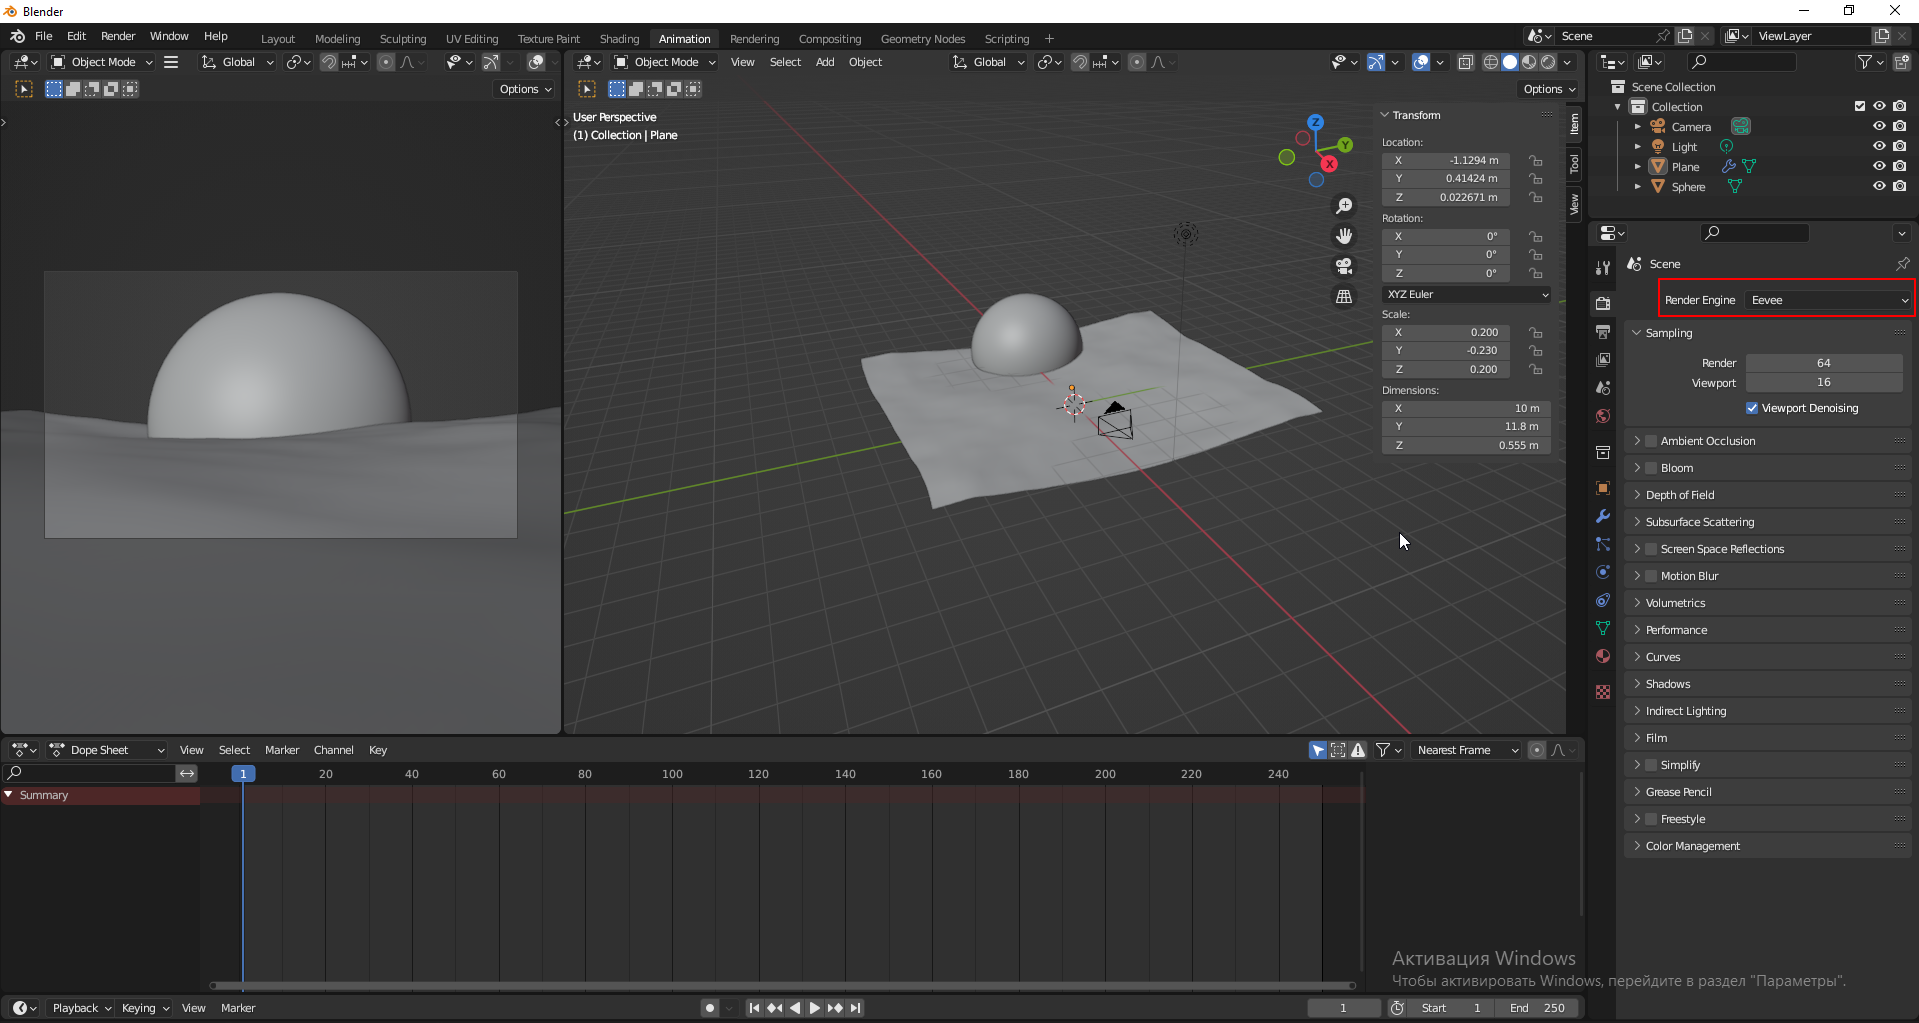 Blender
File Edit Render Window Help Layout Modeling Sculpting UV Editing Texture Paint Shading Animation Rendering Compositing Geometry Nodes Scripting + Scene ViewLayer
Object Mode Global
Options
Object Mode View Select Add Object Global
Options
User Perspective
(1) Collection | Plane
Z
Y
X
Transform
Location:
X -1.1294 m
Y 0.41424 m
Z 0.022671 m
Rotation:
X 0°
Y 0°
Z 0°
XYZ Euler
Scale:
X 0.200
Y -0.230
Z 0.200
Dimensions:
X 10 m
Y 11.8 m
Z 0.555 m
Item
Tool
View
Scene Collection
Collection
Camera
Light
Plane
Sphere
Scene
Render Engine Eevee
Sampling
Render 64
Viewport 16
Viewport Denoising
Ambient Occlusion
Bloom
Depth of Field
Subsurface Scattering
Screen Space Reflections
Motion Blur
Volumetrics
Performance
Curves
Shadows
Indirect Lighting
Film
Simplify
Grease Pencil
Freestyle
Color Management
Dope Sheet View Select Marker Channel Key Nearest Frame
1 20 40 60 80 100 120 140 160 180 200 220 240
Summary
Активация Windows
Чтобы активировать Windows, перейдите в раздел "Параметры".
Playback Keying View Marker 1 Start 1 End 250